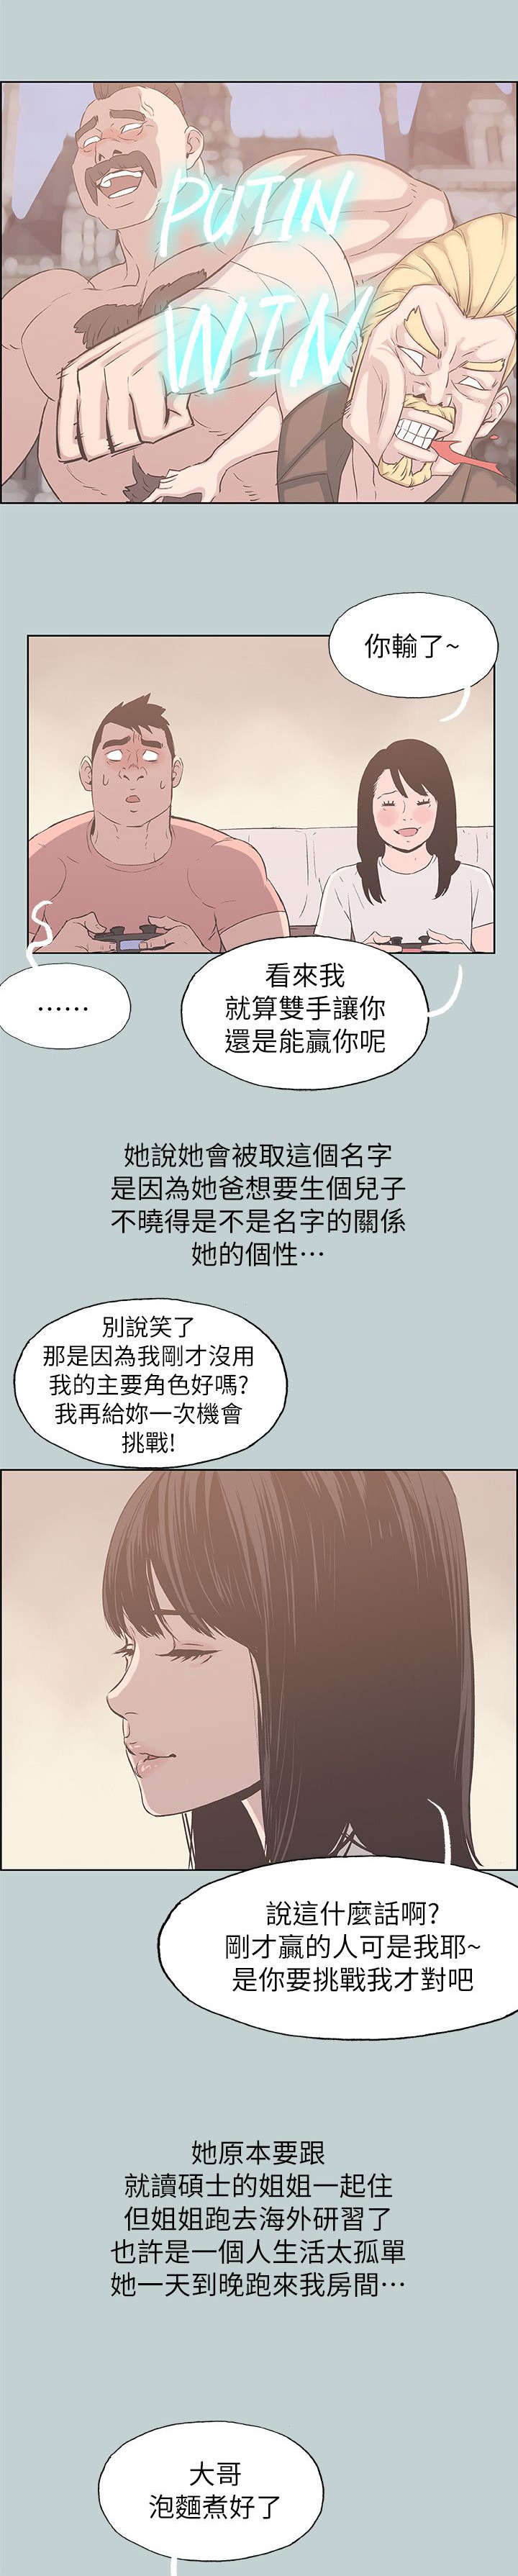 PUTIN
WIN
你輸了~
看來我
就算雙手讓你
還是能贏你呢
……
她說她會被取這個名字
是因為她爸想要生個兒子
不曉得是不是名字的關係
她的個性…
別說笑了
那是因為我剛才沒用
我的主要角色好嗎?
我再給妳一次機會
挑戰!
說這什麼話啊?
剛才贏的人可是我耶~
是你要挑戰我才對吧
她原本要跟
就讀碩士的姐姐一起住
但姐姐跑去海外研習了
也許是一個人生活太孤單
她一天到晚跑來我房間…
大哥
泡麵煮好了